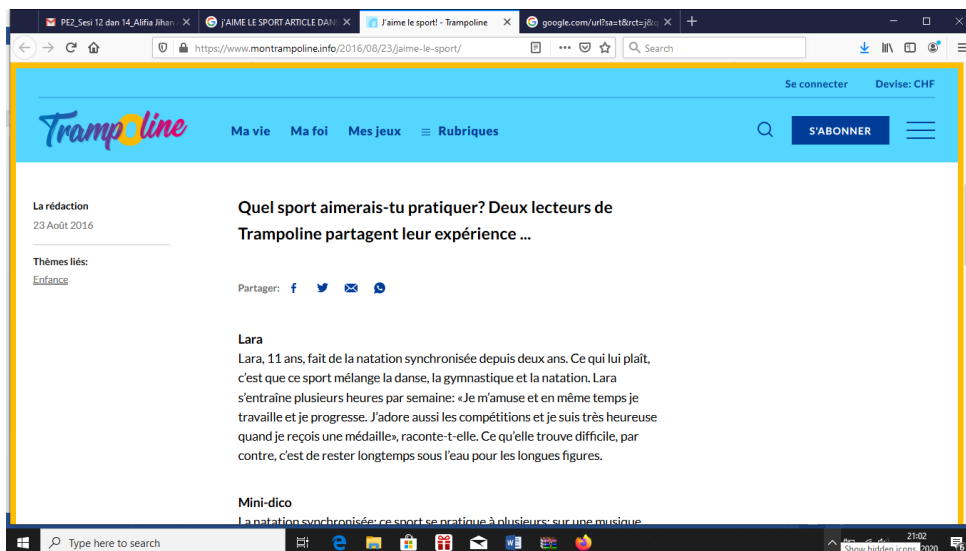 PE2_Sesi 12 dan 14_Alifia Jihan
j'AIME LE SPORT ARTICLE DANS
J'aime le sport! - Trampoline
google.com/url?sa=t&rct=j&q
https://www.montrampoline.info/2016/08/23/jaime-le-sport/
Search
Se connecter Devise: CHF
Trampoline
Ma vie Ma foi Mes jeux Rubriques
S'ABONNER
La rédaction
23 Août 2016
Thèmes liés:
Enfance
Quel sport aimerais-tu pratiquer? Deux lecteurs de
Trampoline partagent leur expérience ...
Partager:
Lara
Lara, 11 ans, fait de la natation synchronisée depuis deux ans. Ce qui lui plaît,
c'est que ce sport mélange la danse, la gymnastique et la natation. Lara
s'entraîne plusieurs heures par semaine: «Je m'amuse et en même temps je
travaille et je progresse. J'adore aussi les compétitions et je suis très heureuse
quand je reçois une médaille», raconte-t-elle. Ce qu'elle trouve difficile, par
contre, c'est de rester longtemps sous l'eau pour les longues figures.
Mini-dico
La natation synchronisée: ce sport se pratique à plusieurs; sur une musique
Type here to search
21:02
Show hidden icons 2020
6